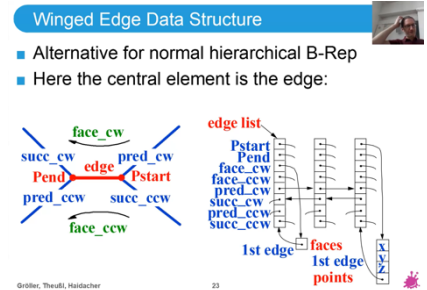 Winged Edge Data Structure
Alternative for normal hierarchical B-Rep
Here the central element is the edge:
face_cw
succ_cw
pred_cw
edge
Pend
Pstart
pred_ccw
succ_ccw
face_ccw
edge list
Pstart
Pend
face_cw
face_ccw
pred_cw
succ_cw
pred_ccw
succ_ccw
1st edge
faces
1st edge
points
x
y
z
Gröller, Theußl, Haidacher
23